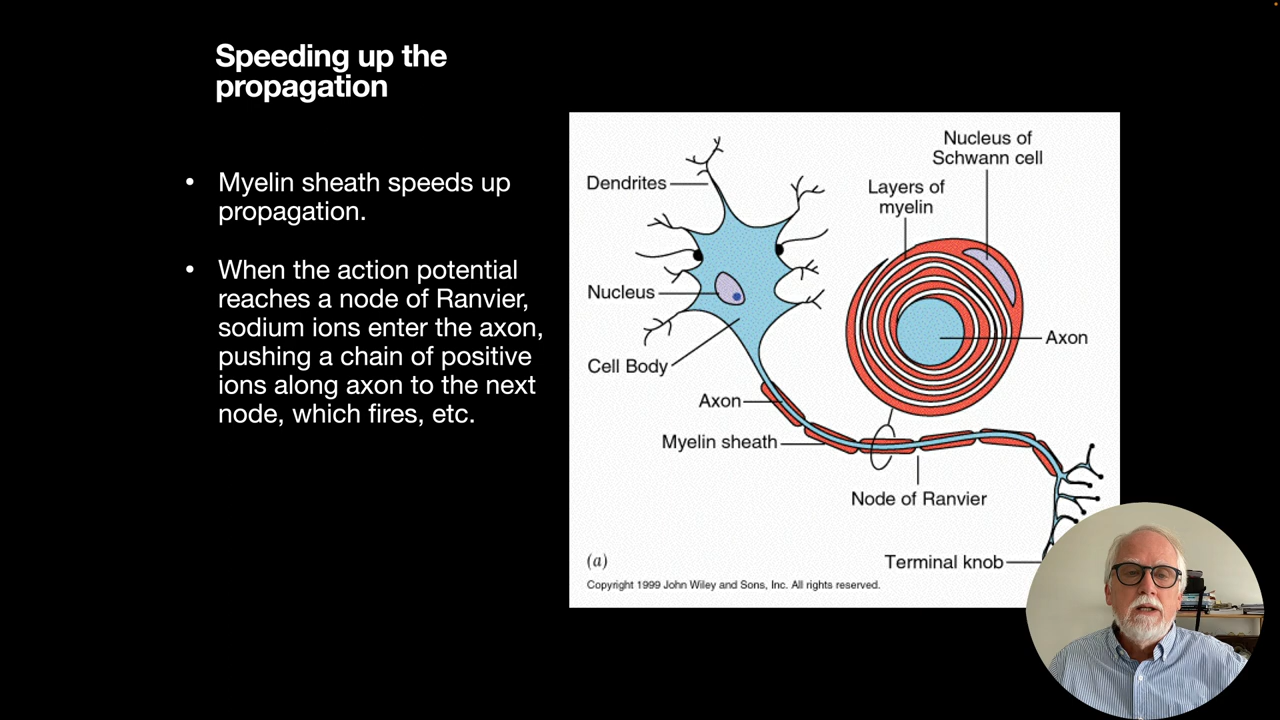 Speeding up the
propagation
• Myelin sheath speeds up
propagation.
• When the action potential
reaches a node of Ranvier,
sodium ions enter the axon,
pushing a chain of positive
ions along axon to the next
node, which fires, etc.
Nucleus of
Schwann cell
Dendrites
Layers of
myelin
Nucleus
Axon
Cell Body
Axon
Myelin sheath
Node of Ranvier
Terminal knob
(a)
Copyright 1999 John Wiley and Sons, Inc. All rights reserved.